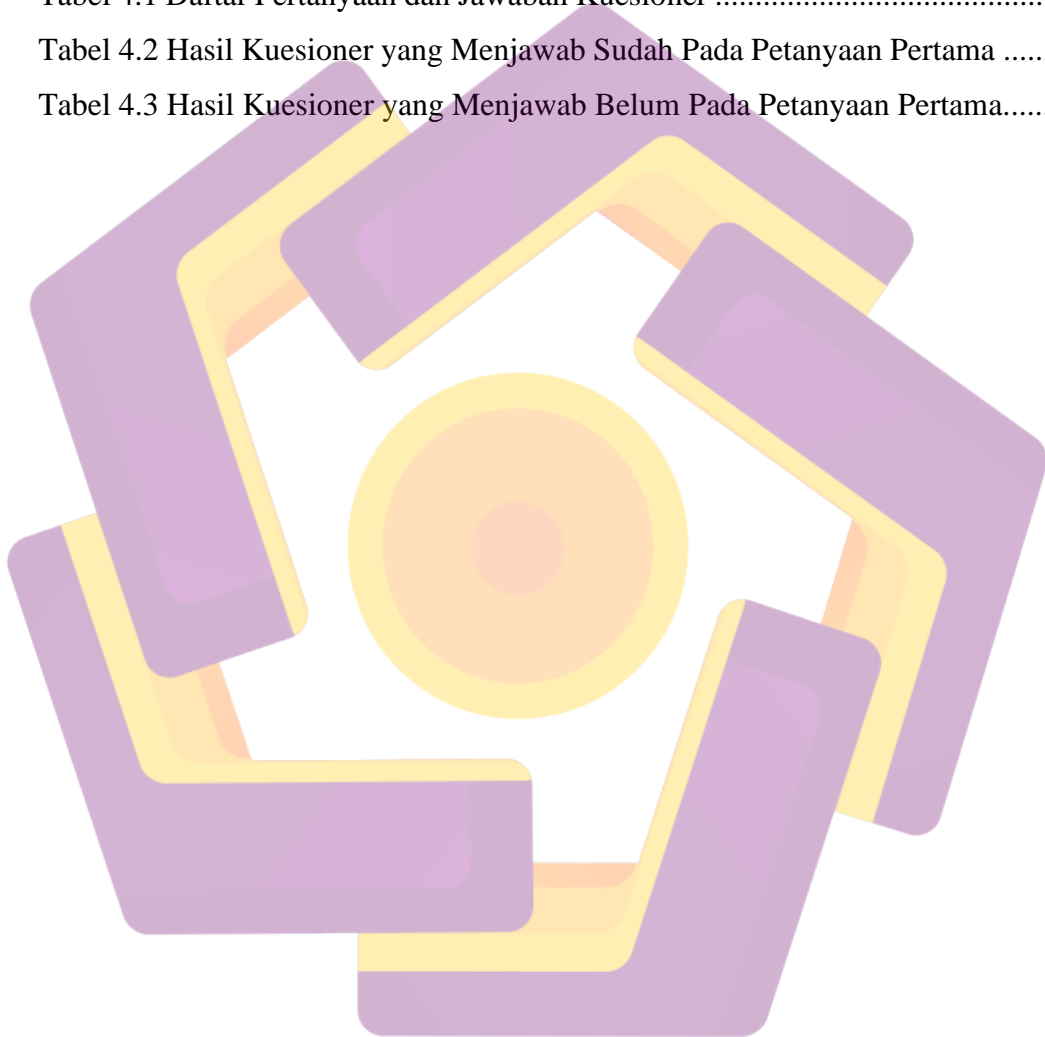 Tabel 4.1 Daftar Pertanyaan dan Jawaban Kuesioner .......................................
Tabel 4.2 Hasil Kuesioner yang Menjawab Sudah Pada Petanyaan Pertama .....
Tabel 4.3 Hasil Kuesioner yang Menjawab Belum Pada Petanyaan Pertama......